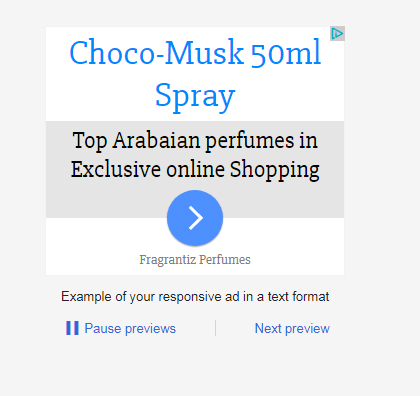 Choco-Musk 50ml
Spray
Top Arabaian perfumes in
Exclusive online Shopping
Fragrantiz Perfumes
Example of your responsive ad in a text format
Pause previews
Next preview